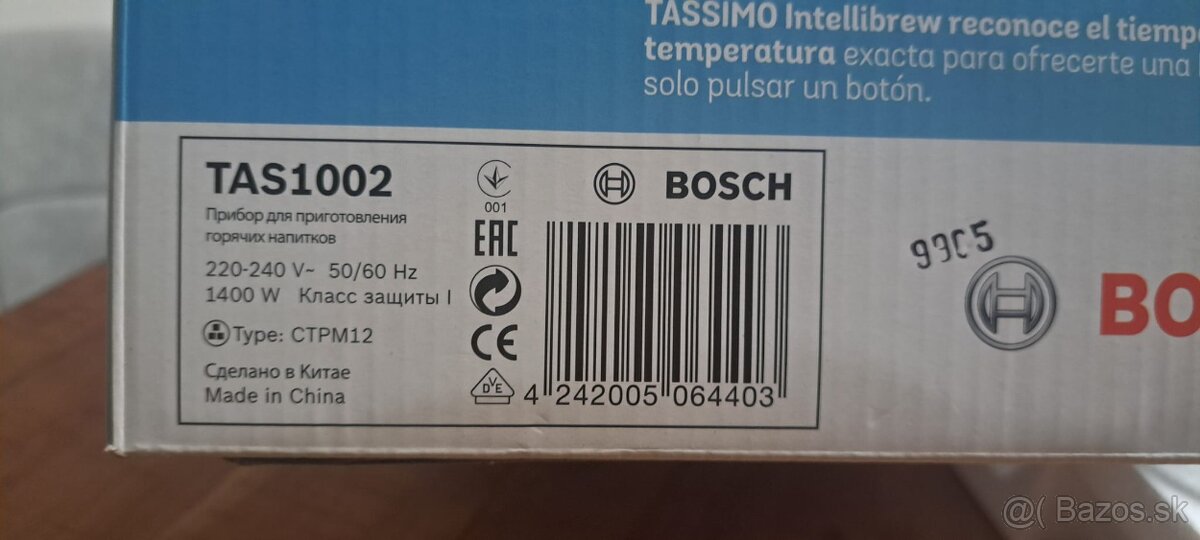 TASSIMO Intellibrew reconoce el tiemp
temperatura exacta para ofrecerte una
solo pulsar un botón.
TAS1002
Прибор для приготовления
горячих напитков
220-240 V~ 50/60 Hz
1400 W Класс защиты I
Type: CTPM12
Сделано в Китае
Made in China
001
EAC
CE
DVE
BOSCH
4 242005 064403
9905
BO
@( Bazos.sk